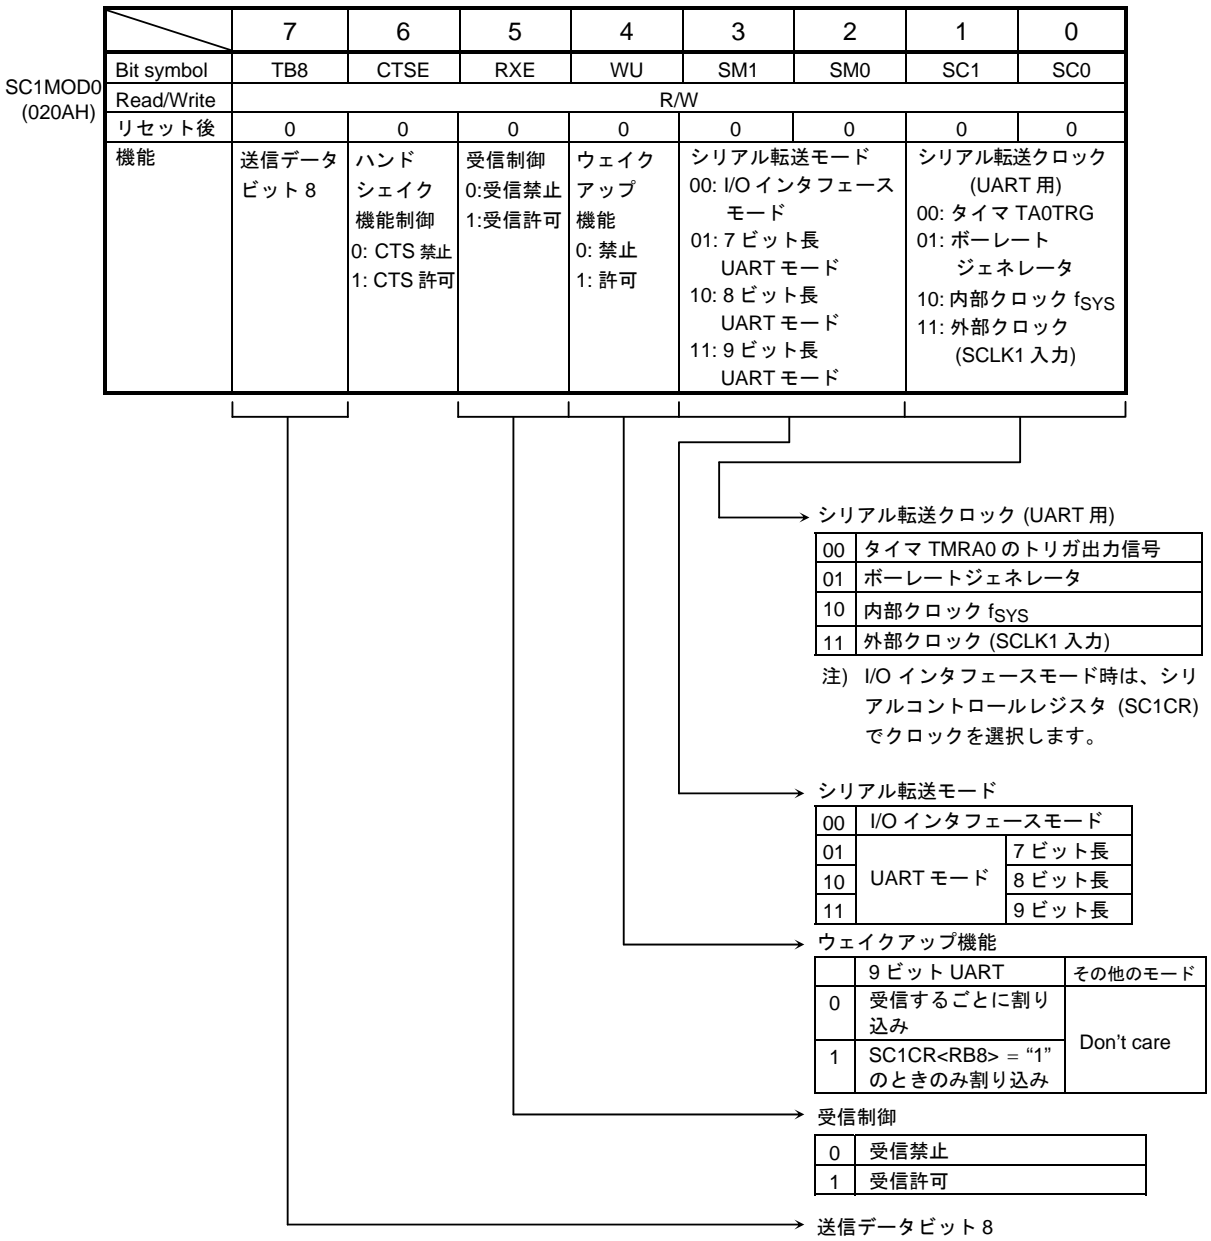 7 6 5 4 3 2 1 0
SC1MOD0
(020AH)
Bit symbol TB8 CTSE RXE WU SM1 SM0 SC1 SC0
Read/Write R/W
リセット後 0 0 0 0 0 0 0 0
機能
送信データ
ビット 8
ハンド
シェイク
機能制御
0: CTS 禁止
1: CTS 許可
受信制御
0:受信禁止
1:受信許可
ウェイク
アップ
機能
0: 禁止
1: 許可
シリアル転送モード
00: I/O インタフェース
モード
01: 7 ビット長
UART モード
10: 8 ビット長
UART モード
11: 9 ビット長
UART モード
シリアル転送クロック
(UART 用)
00: タイマ TA0TRG
01: ボーレート
ジェネレータ
10: 内部クロック fSYS
11: 外部クロック
(SCLK1 入力)
シリアル転送クロック (UART 用)
00 タイマ TMRA0 のトリガ出力信号
01 ボーレートジェネレータ
10 内部クロック fSYS
11 外部クロック (SCLK1 入力)
注) I/O インタフェースモード時は、シリ
アルコントロールレジスタ (SC1CR)
でクロックを選択します。
シリアル転送モード
00 I/O インタフェースモード
01 7 ビット長
10 UART モード 8 ビット長
11 9 ビット長
ウェイクアップ機能
9 ビット UART その他のモード
0 受信するごとに割り
込み
Don't care
1 SC1CR<RB8> = “1”
のときのみ割り込み
受信制御
0 受信禁止
1 受信許可
送信データビット 8